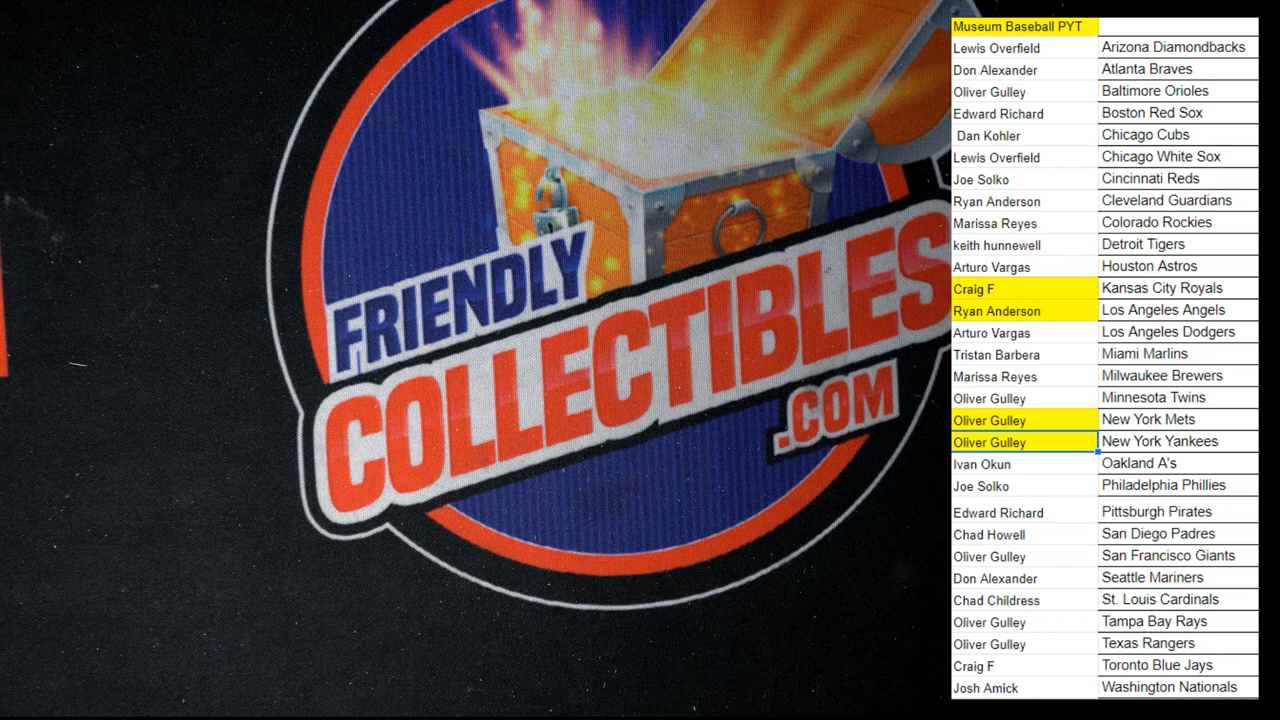 FRIENDLY
COLLECTIBLES
.COM
Museum Baseball PYT
Lewis Overfield Arizona Diamondbacks
Don Alexander Atlanta Braves
Oliver Gulley Baltimore Orioles
Edward Richard Boston Red Sox
Dan Kohler Chicago Cubs
Lewis Overfield Chicago White Sox
Joe Solko Cincinnati Reds
Ryan Anderson Cleveland Guardians
Marissa Reyes Colorado Rockies
keith hunnewell Detroit Tigers
Arturo Vargas Houston Astros
Craig F Kansas City Royals
Ryan Anderson Los Angeles Angels
Arturo Vargas Los Angeles Dodgers
Tristan Barbera Miami Marlins
Marissa Reyes Milwaukee Brewers
Oliver Gulley Minnesota Twins
Oliver Gulley New York Mets
Oliver Gulley New York Yankees
Ivan Okun Oakland A's
Joe Solko Philadelphia Phillies
Edward Richard Pittsburgh Pirates
Chad Howell San Diego Padres
Oliver Gulley San Francisco Giants
Don Alexander Seattle Mariners
Chad Childress St. Louis Cardinals
Oliver Gulley Tampa Bay Rays
Oliver Gulley Texas Rangers
Craig F Toronto Blue Jays
Josh Amick Washington Nationals